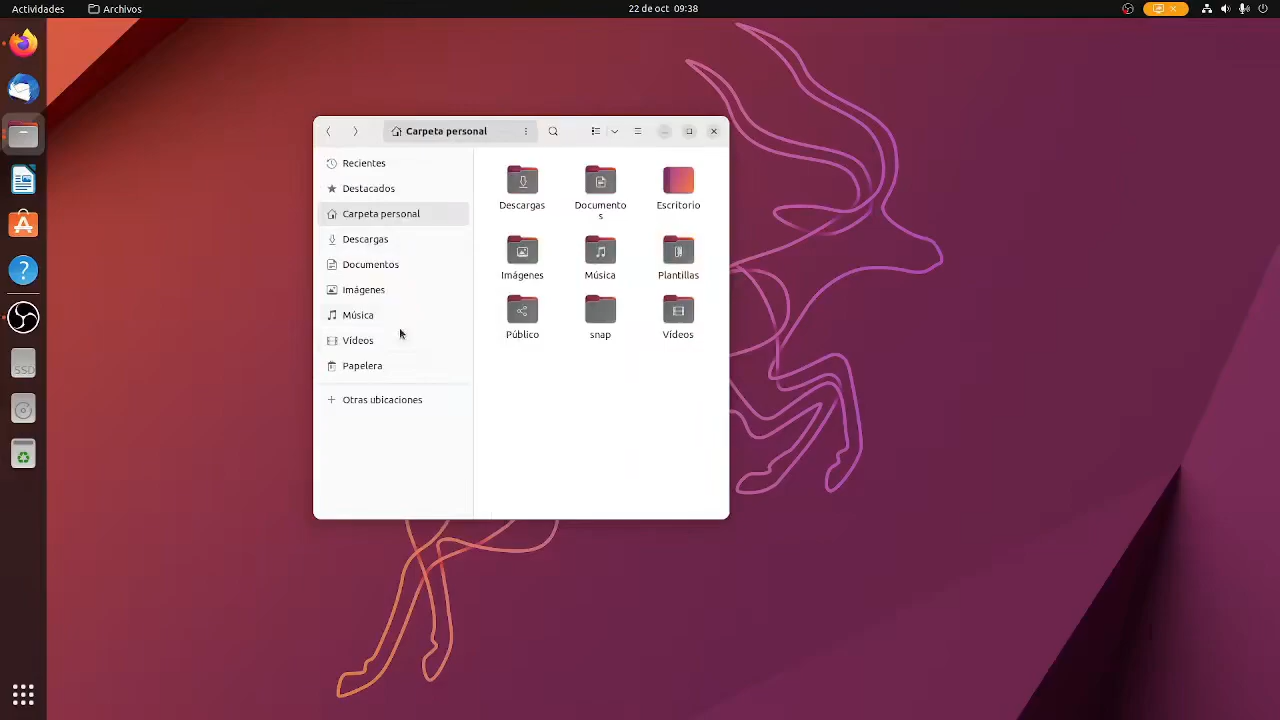 Actividades Archivos 22 de oct 09:38
Carpeta personal
Recientes
Destacados
Carpeta personal
Descargas
Documentos
Imágenes
Música
Vídeos
Papelera
Otras ubicaciones
Descargas Documento Escritorio
s
Imágenes Música Plantillas
Público snap Vídeos
SSD